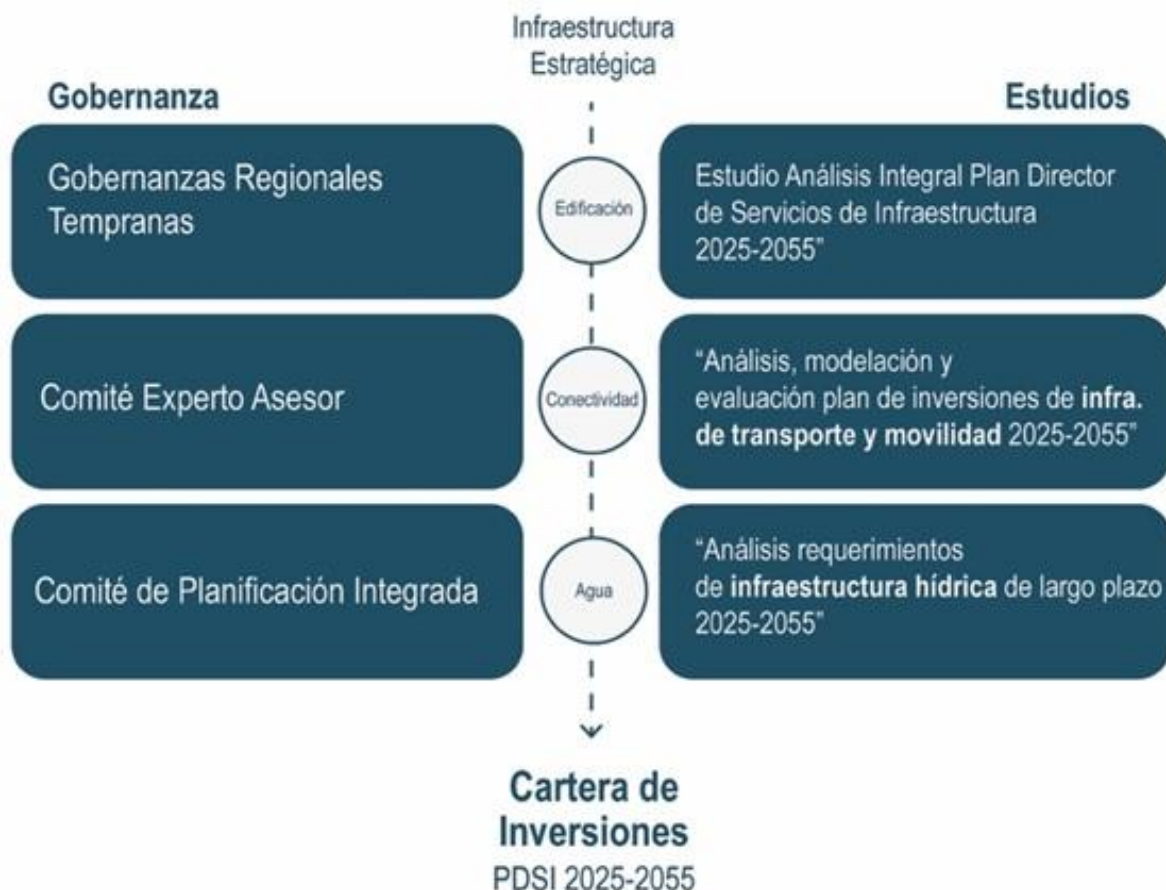 Infraestructura
Estratégica
Gobernanza
Estudios
Gobernanzas Regionales
Tempranas
Edificación
Estudio Análisis Integral Plan Director
de Servicios de Infraestructura
2025-2055”
Comité Experto Asesor
Conectividad
“Análisis, modelación y
evaluación plan de inversiones de infra.
de transporte y movilidad 2025-2055”
Comité de Planificación Integrada
Agua
“Análisis requerimientos
de infraestructura hídrica de largo plazo
2025-2055”
Cartera de
Inversiones
PDSI 2025-2055